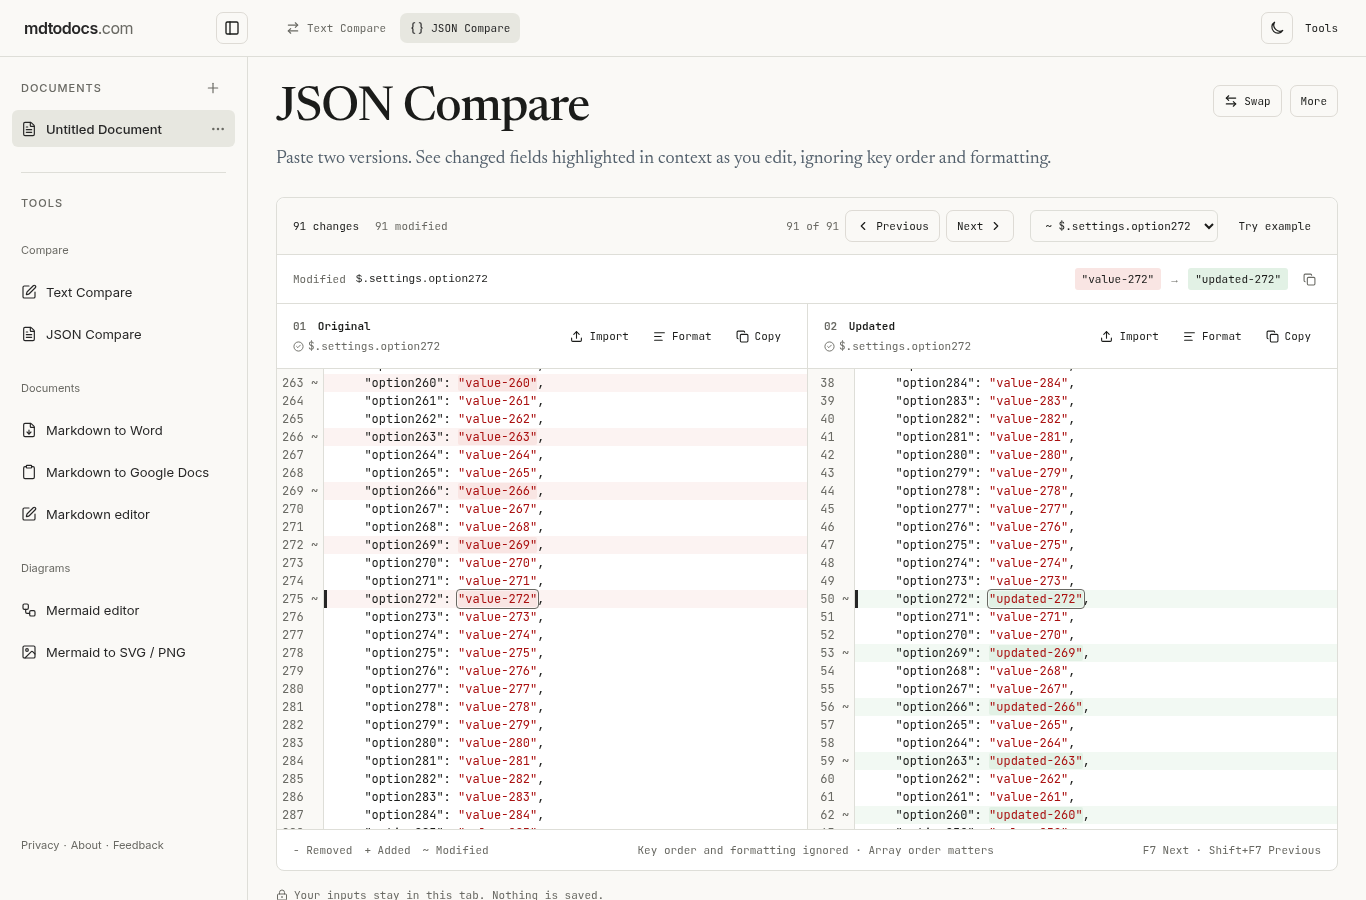 mdtodocs.com
Text Compare
JSON Compare
Tools
DOCUMENTS
Untitled Document
TOOLS
Compare
Text Compare
JSON Compare
Documents
Markdown to Word
Markdown to Google Docs
Markdown editor
Diagrams
Mermaid editor
Mermaid to SVG / PNG
Privacy · About · Feedback
JSON Compare
Swap
More
Paste two versions. See changed fields highlighted in context as you edit, ignoring key order and formatting.
91 changes 91 modified
91 of 91
Previous
Next
~ $.settings.option272
Try example
Modified $.settings.option272
"value-272" → "updated-272"
01 Original
$.settings.option272
Import
Format
Copy
263 ~ "option260": "value-260",
264 "option261": "value-261",
265 "option262": "value-262",
266 ~ "option263": "value-263",
267 "option264": "value-264",
268 "option265": "value-265",
269 ~ "option266": "value-266",
270 "option267": "value-267",
271 "option268": "value-268",
272 ~ "option269": "value-269",
273 "option270": "value-270",
274 "option271": "value-271",
275 ~ "option272": "value-272",
276 "option273": "value-273",
277 "option274": "value-274",
278 "option275": "value-275",
279 "option276": "value-276",
280 "option277": "value-277",
281 "option278": "value-278",
282 "option279": "value-279",
283 "option280": "value-280",
284 "option281": "value-281",
285 "option282": "value-282",
286 "option283": "value-283",
287 "option284": "value-284",
02 Updated
$.settings.option272
Import
Format
Copy
38 "option284": "value-284",
39 "option283": "value-283",
40 "option282": "value-282",
41 "option281": "value-281",
42 "option280": "value-280",
43 "option279": "value-279",
44 "option278": "value-278",
45 "option277": "value-277",
46 "option276": "value-276",
47 "option275": "value-275",
48 "option274": "value-274",
49 "option273": "value-273",
50 ~ "option272": "updated-272",
51 "option271": "value-271",
52 "option270": "value-270",
53 ~ "option269": "updated-269",
54 "option268": "value-268",
55 "option267": "value-267",
56 ~ "option266": "updated-266",
57 "option265": "value-265",
58 "option264": "value-264",
59 ~ "option263": "updated-263",
60 "option262": "value-262",
61 "option261": "value-261",
62 ~ "option260": "updated-260",
- Removed + Added ~ Modified
Key order and formatting ignored · Array order matters
F7 Next · Shift+F7 Previous
Your inputs stay in this tab. Nothing is saved.